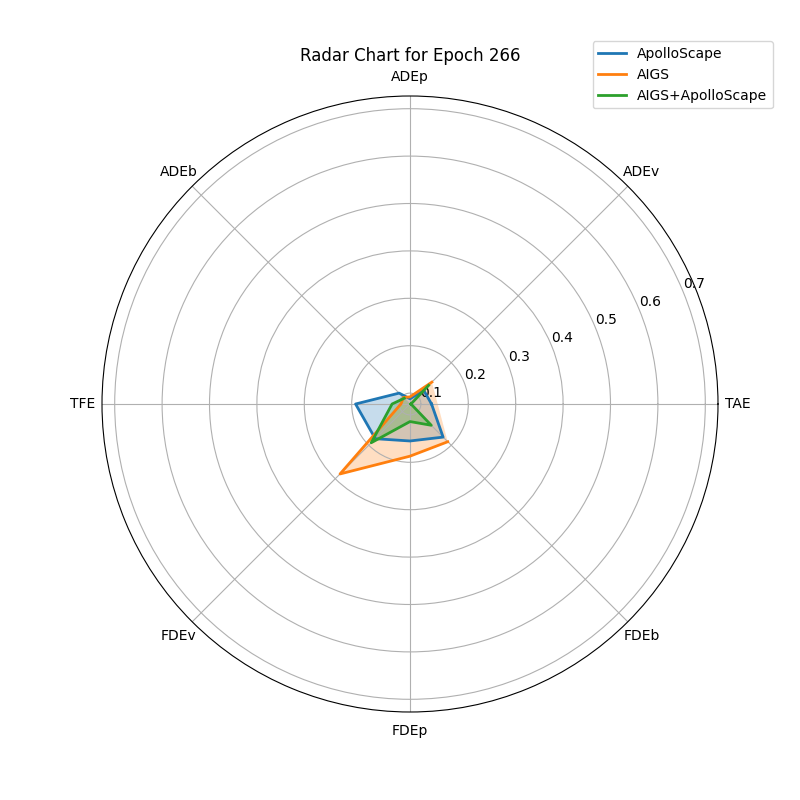 Radar Chart for Epoch 266
ApolloScape
AIGS
AIGS+ApolloScape
ADEp
ADEb
ADEv
0.7
0.6
0.5
0.4
0.3
0.2
0.1
TFE
TAE
FDEv
FDEb
FDEp